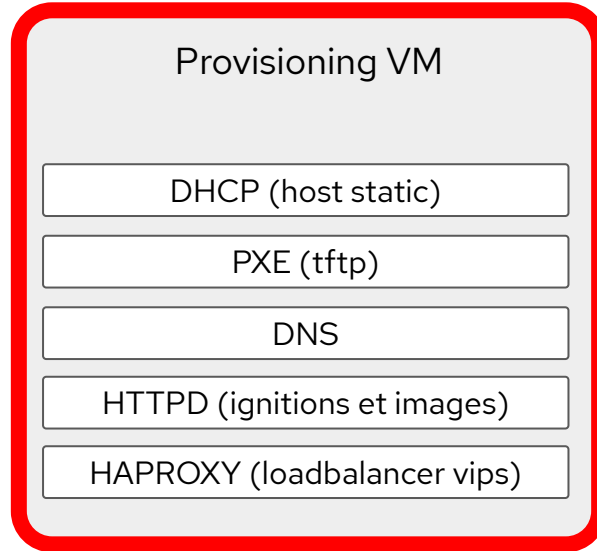 Provisioning VM
DHCP (host static)
PXE (tftp)
DNS
HTTPD (ignitions et images)
HAPROXY (loadbalancer vips)